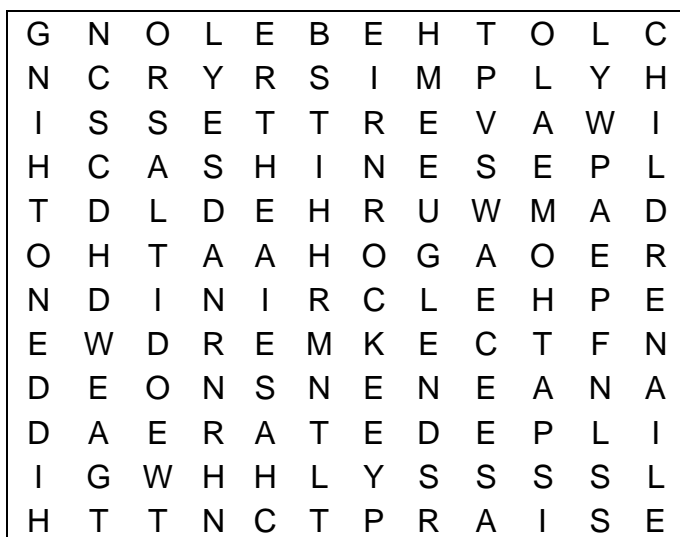 G N O L E B E H T O L C
N C R Y R S I M P L Y H
I S S E T T R E V A W I
H C A S H I N E S E P L
T D L D E H R U W M A D
O H T A A H O G A O E R
N D I N I R C L E H P E
E W D R E M K E C T F N
D E O N S N E N E A N A
D A E R A T E D E P L I
I G W H H L Y S S S S L
H T T N C T P R A I S E